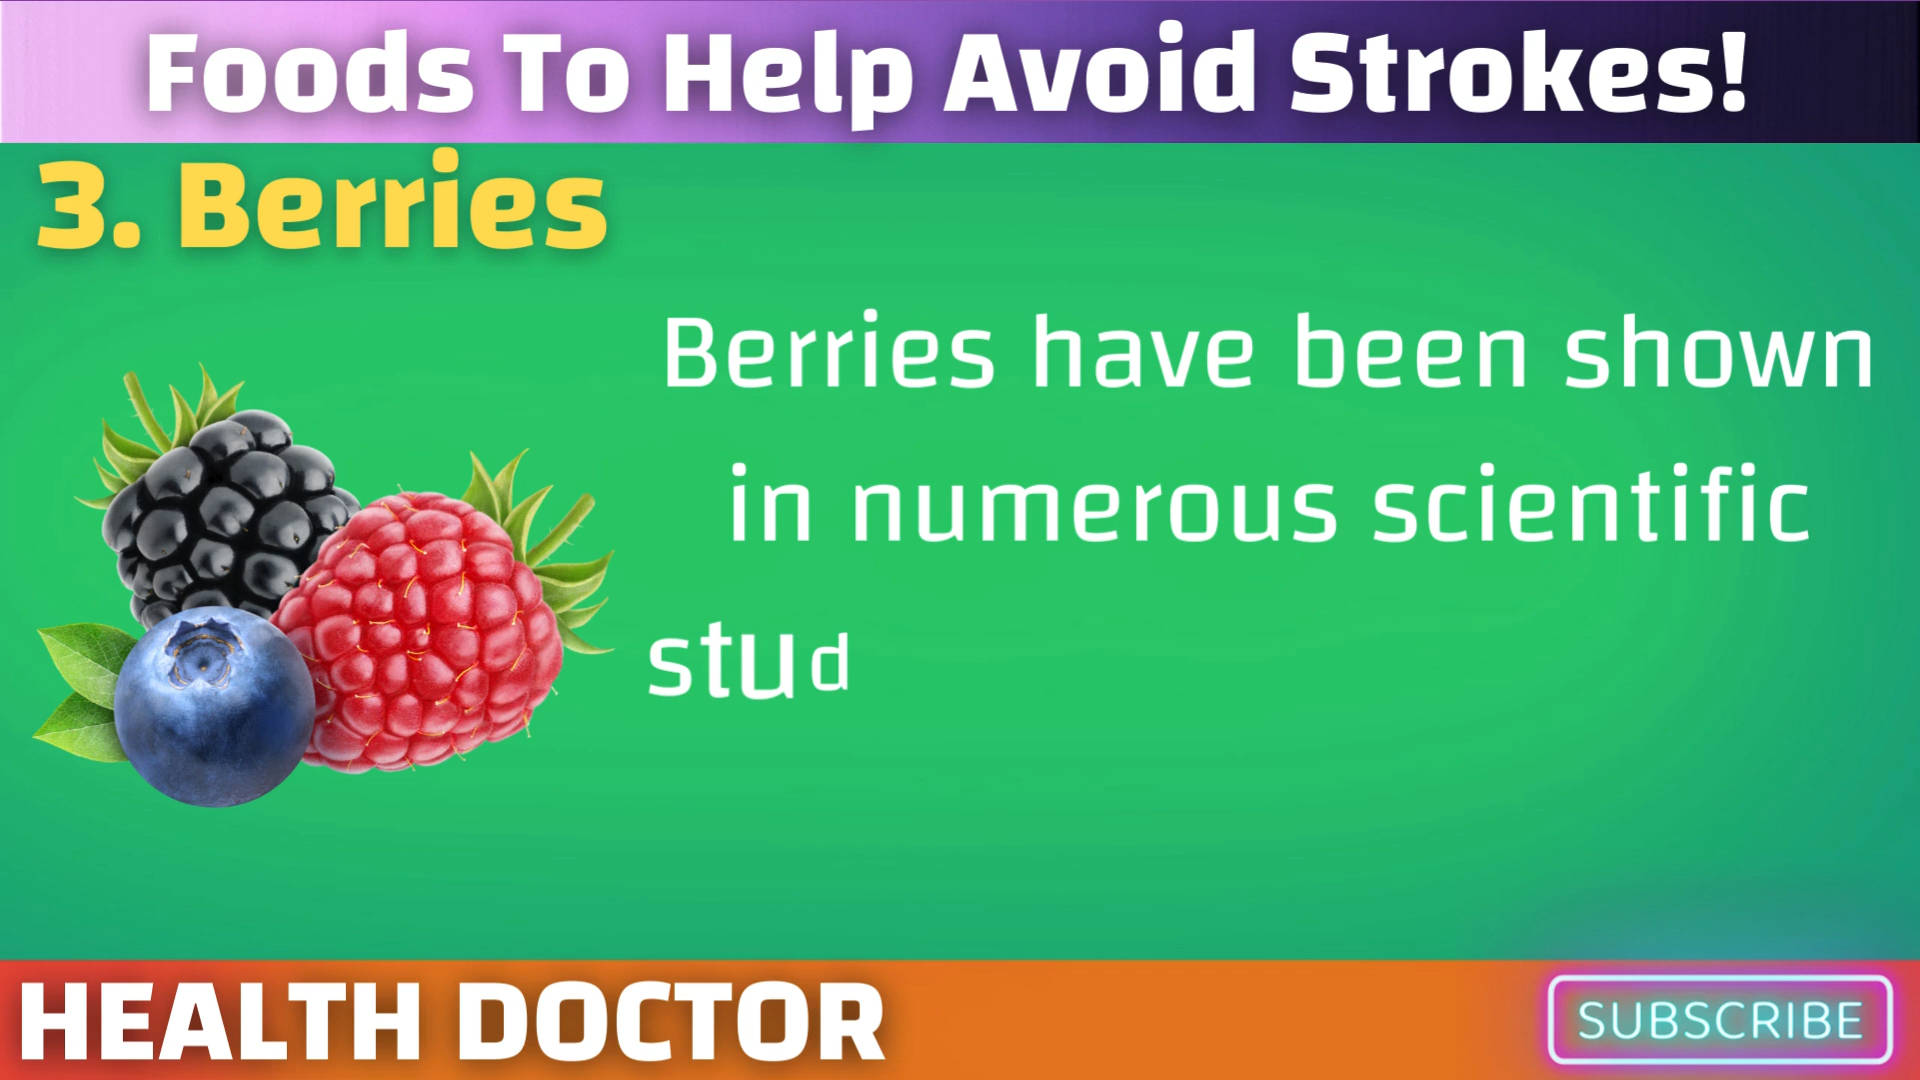 Foods To Help Avoid Strokes!
3. Berries
Berries have been shown
in numerous scientific
stud
HEALTH DOCTOR
SUBSCRIBE